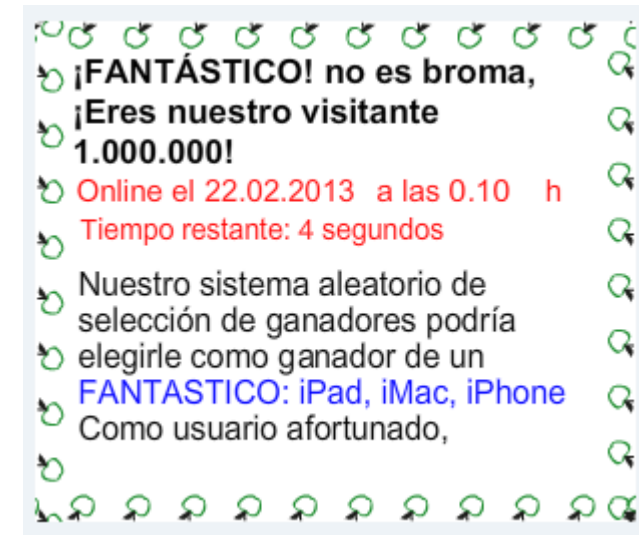 ¡FANTÁSTICO! no es broma,
¡Eres nuestro visitante
1.000.000!
Online el 22.02.2013 a las 0.10 h
Tiempo restante: 4 segundos
Nuestro sistema aleatorio de
selección de ganadores podría
elegirle como ganador de un
FANTASTICO: iPad, iMac, iPhone
Como usuario afortunado,